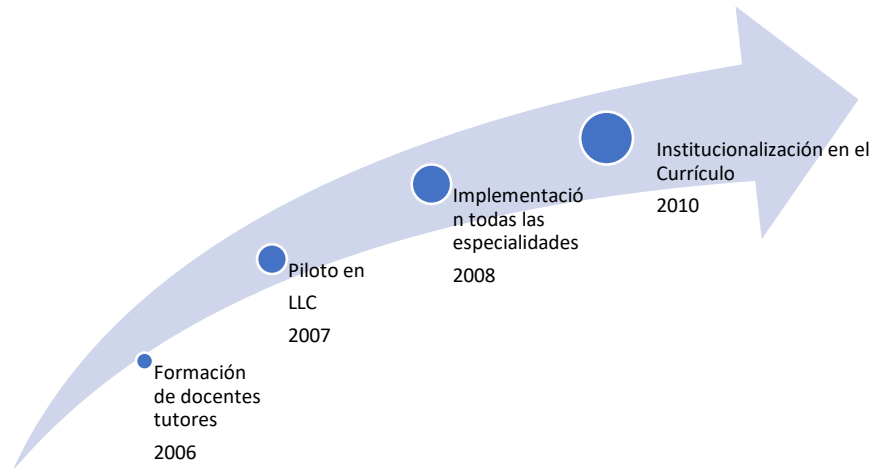 Formación
de docentes
tutores
2006
Piloto en
LLC
2007
Implementació
n todas las
especialidades
2008
Institucionalización en el
Currículo
2010